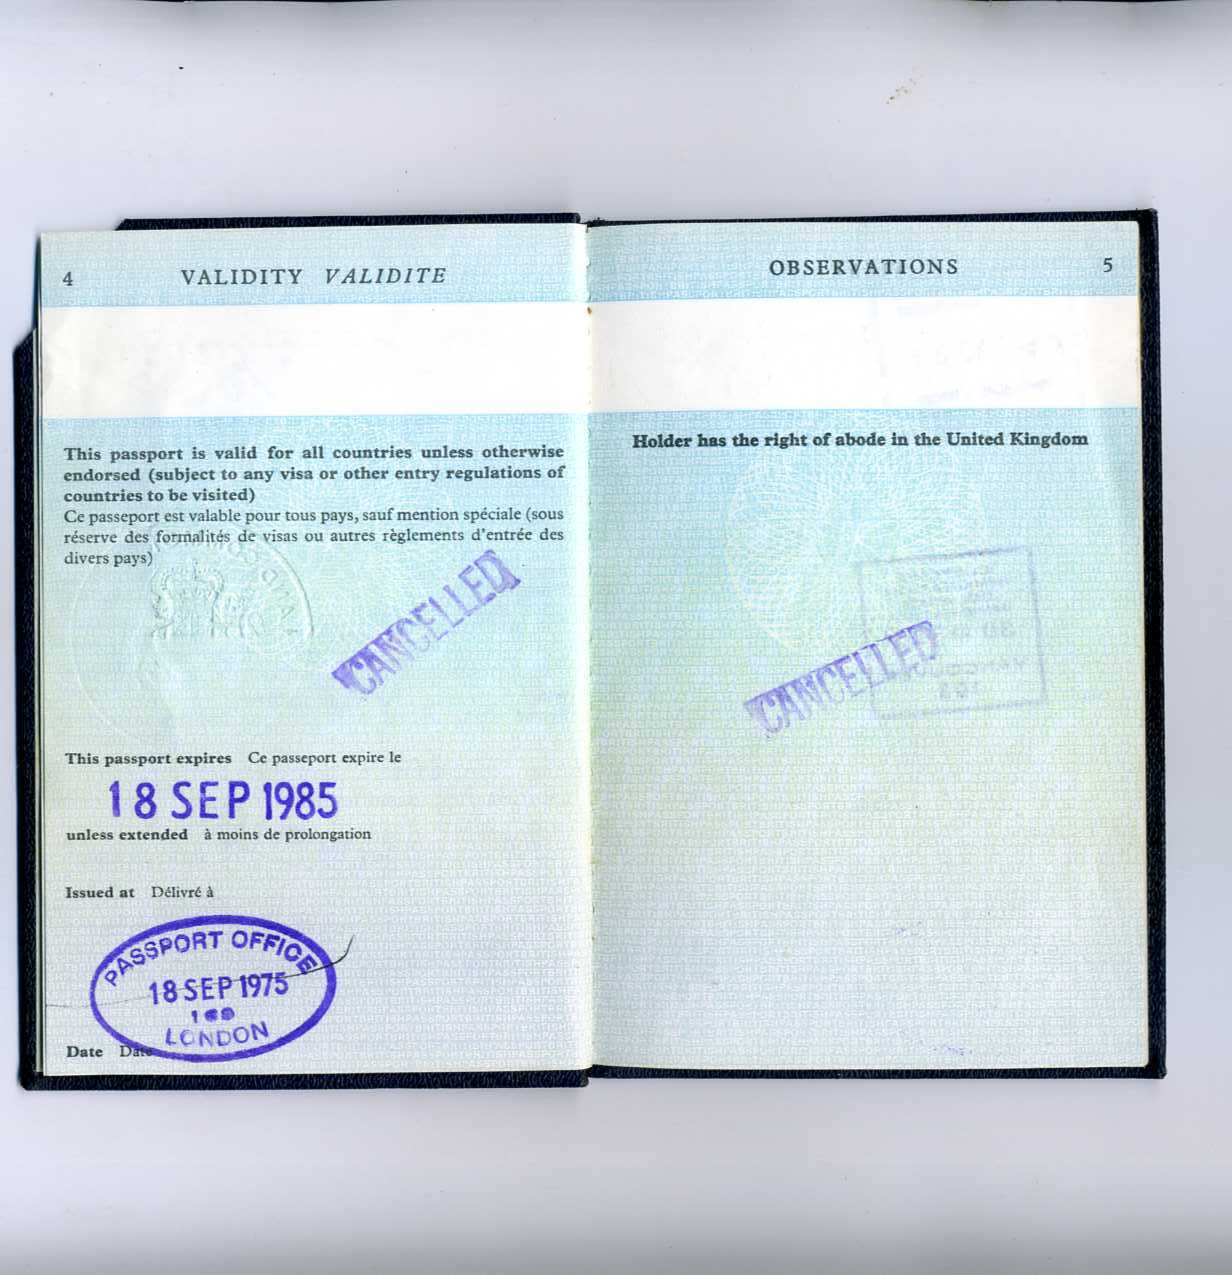 4 VALIDITY VALIDITE
This passport is valid for all countries unless otherwise
endorsed (subject to any visa or other entry regulations of
countries to be visited)
Ce passeport est valable pour tous pays, sauf mention spéciale (sous
réserve des formalités de visas ou autres règlements d'entrée des
divers pays)
CANCELLED
This passport expires Ce passeport expire le
18 SEP 1985
unless extended à moins de prolongation
Issued at Délivré à
PASSPORT OFFICE
18 SEP 1975
LONDON
Date Date
OBSERVATIONS 5
Holder has the right of abode in the United Kingdom
CANCELLED